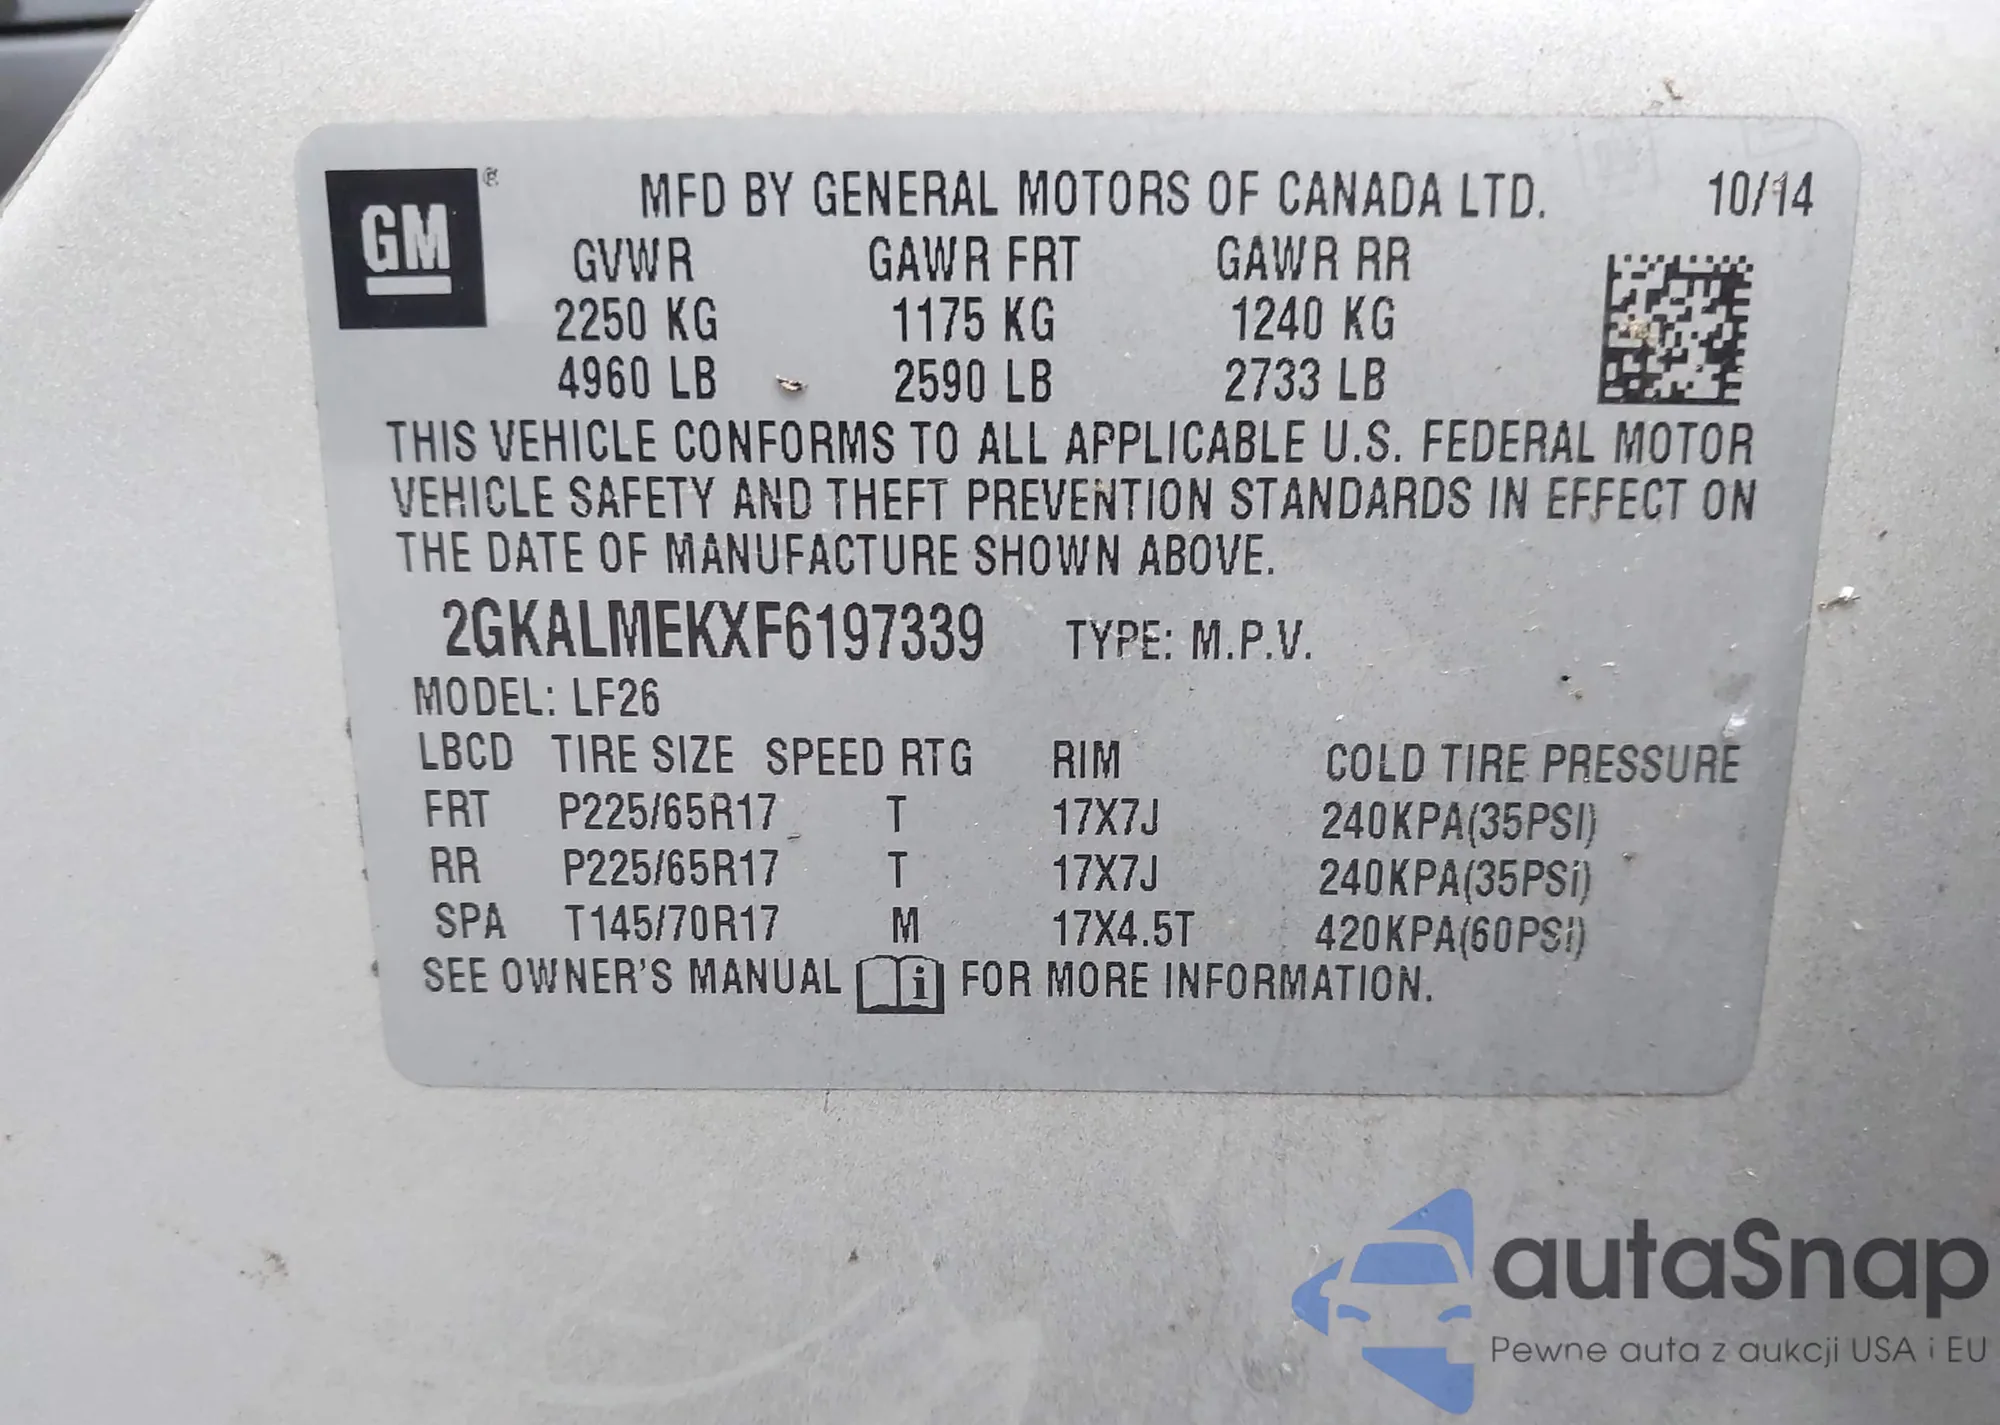 GM ® MFD BY GENERAL MOTORS OF CANADA LTD. 10/14
GVWR GAWR FRT GAWR RR
2250 KG 1175 KG 1240 KG
4960 LB 2590 LB 2733 LB
THIS VEHICLE CONFORMS TO ALL APPLICABLE U.S. FEDERAL MOTOR
VEHICLE SAFETY AND THEFT PREVENTION STANDARDS IN EFFECT ON
THE DATE OF MANUFACTURE SHOWN ABOVE.
2GKALMEKXF6197339 TYPE: M.P.V.
MODEL: LF26
LBCD TIRE SIZE SPEED RTG RIM COLD TIRE PRESSURE
FRT P225/65R17 T 17X7J 240KPA(35PSI)
RR P225/65R17 T 17X7J 240KPA(35PSI)
SPA T145/70R17 M 17X4.5T 420KPA(60PSI)
SEE OWNER'S MANUAL i FOR MORE INFORMATION.
autaSnap
Pewne auta z aukcji USA i EU